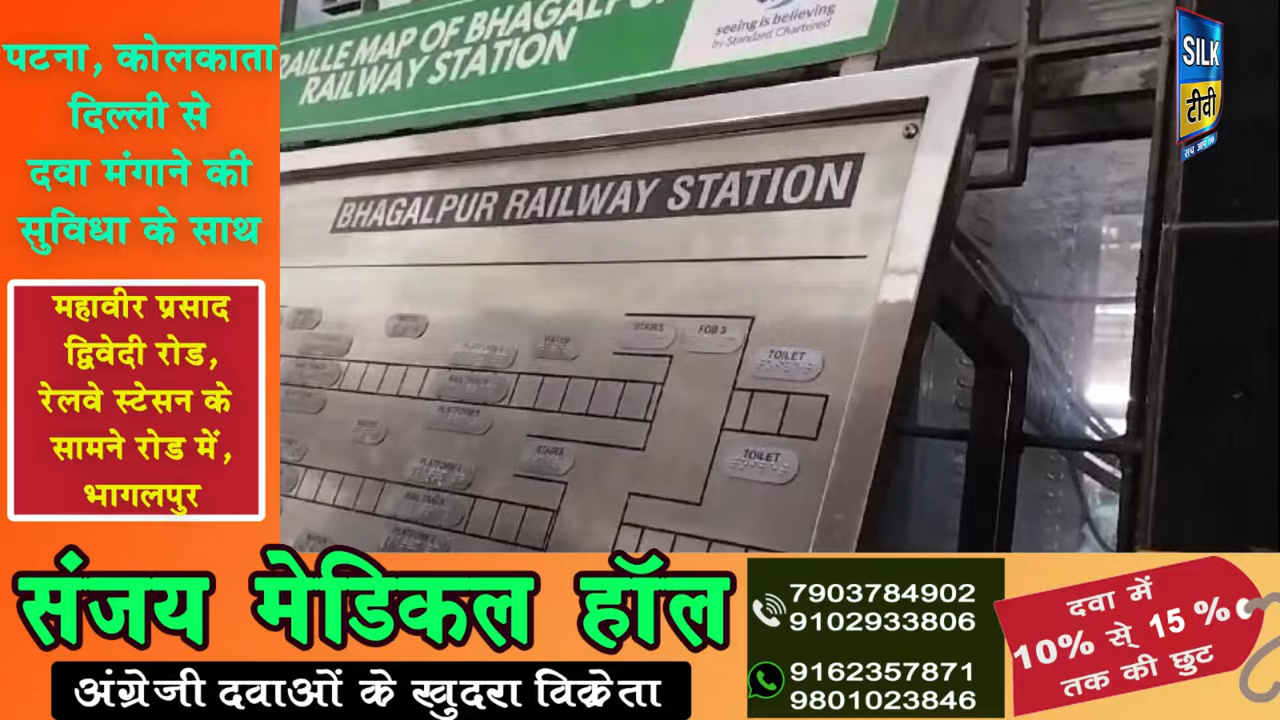 पटना, कोलकाता
दिल्ली से
दवा मंगाने की
सुविधा के साथ
महावीर प्रसाद
द्विवेदी रोड,
रेलवे स्टेसन के
सामने रोड में,
भागलपुर
RAILLE MAP OF BHAGALPUR
RAILWAY STATION
seeing is believing
by Standard Chartered
SILK
टीवी
BHAGALPUR RAILWAY STATION
STAIRS
FOB 3
TOILET
STAIRS
TOILET
संजय मेडिकल हॉल
अंग्रेजी दवाओं के खुदरा विक्रेता
7903784902
9102933806
9162357871
9801023846
दवा में
10% से् 15 %
तक की छुट